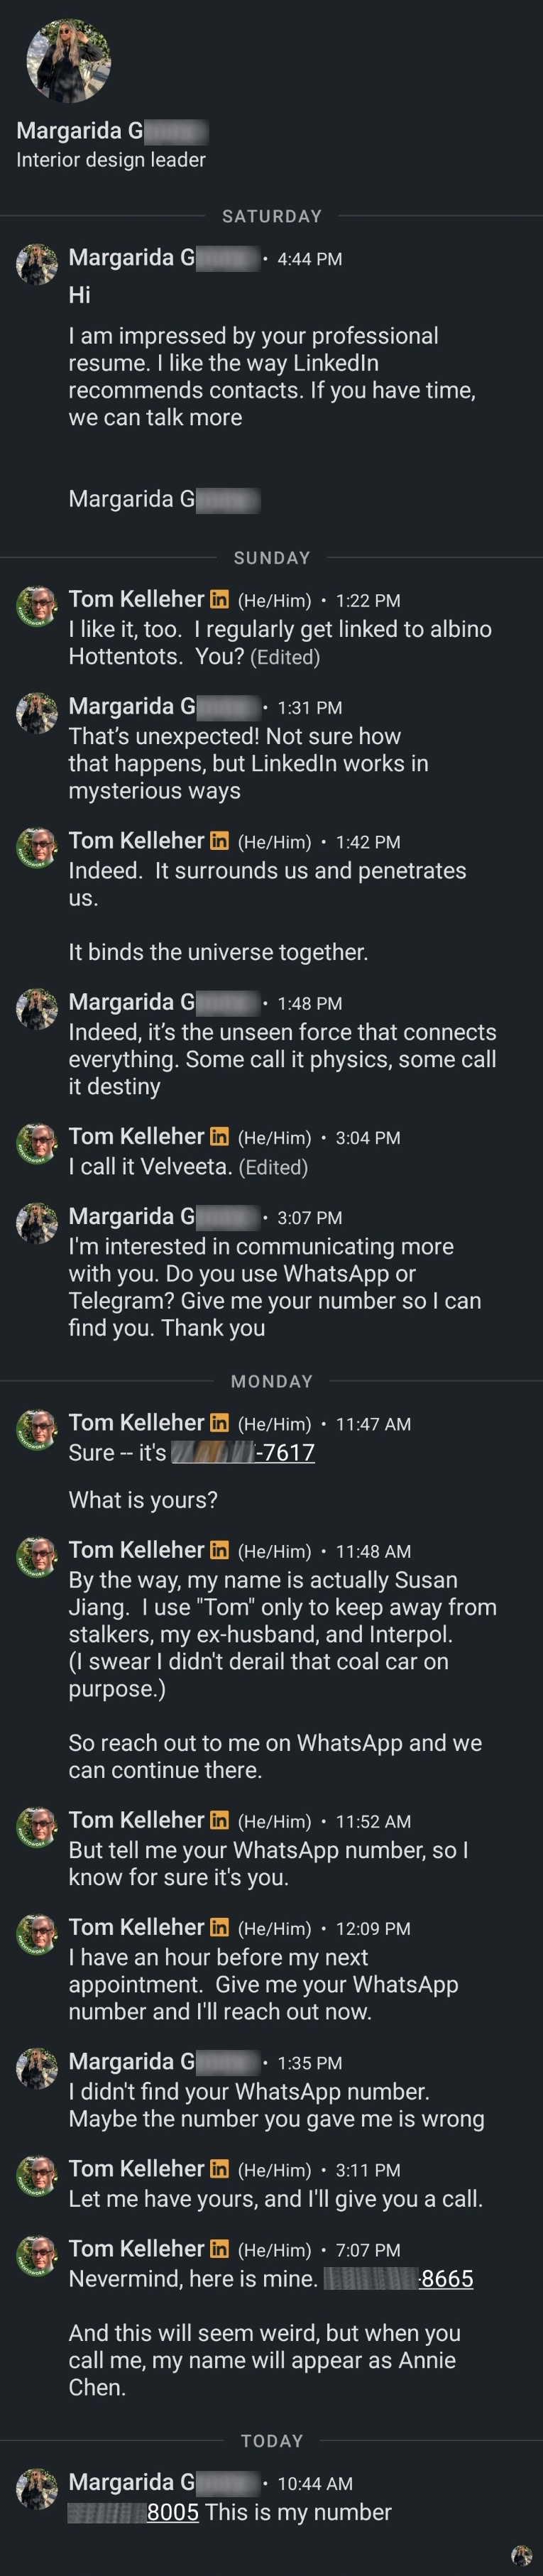 Margarida G
Interior design leader
SATURDAY
Margarida G • 4:44 PM
Hi
I am impressed by your professional
resume. I like the way LinkedIn
recommends contacts. If you have time,
we can talk more
Margarida G
SUNDAY
Tom Kelleher in (He/Him) • 1:22 PM
I like it, too. I regularly get linked to albino
Hottentots. You? (Edited)
Margarida G • 1:31 PM
That’s unexpected! Not sure how
that happens, but LinkedIn works in
mysterious ways
Tom Kelleher in (He/Him) • 1:42 PM
Indeed. It surrounds us and penetrates
us.
It binds the universe together.
Margarida G • 1:48 PM
Indeed, it’s the unseen force that connects
everything. Some call it physics, some call
it destiny
Tom Kelleher in (He/Him) • 3:04 PM
I call it Velveeta. (Edited)
Margarida G • 3:07 PM
I'm interested in communicating more
with you. Do you use WhatsApp or
Telegram? Give me your number so I can
find you. Thank you
MONDAY
Tom Kelleher in (He/Him) • 11:47 AM
Sure -- it's -7617
What is yours?
Tom Kelleher in (He/Him) • 11:48 AM
By the way, my name is actually Susan
Jiang. I use "Tom" only to keep away from
stalkers, my ex-husband, and Interpol.
(I swear I didn't derail that coal car on
purpose.)
So reach out to me on WhatsApp and we
can continue there.
Tom Kelleher in (He/Him) • 11:52 AM
But tell me your WhatsApp number, so I
know for sure it's you.
Tom Kelleher in (He/Him) • 12:09 PM
I have an hour before my next
appointment. Give me your WhatsApp
number and I'll reach out now.
Margarida G • 1:35 PM
I didn't find your WhatsApp number.
Maybe the number you gave me is wrong
Tom Kelleher in (He/Him) • 3:11 PM
Let me have yours, and I'll give you a call.
Tom Kelleher in (He/Him) • 7:07 PM
Nevermind, here is mine. -8665
And this will seem weird, but when you
call me, my name will appear as Annie
Chen.
TODAY
Margarida G • 10:44 AM
8005 This is my number